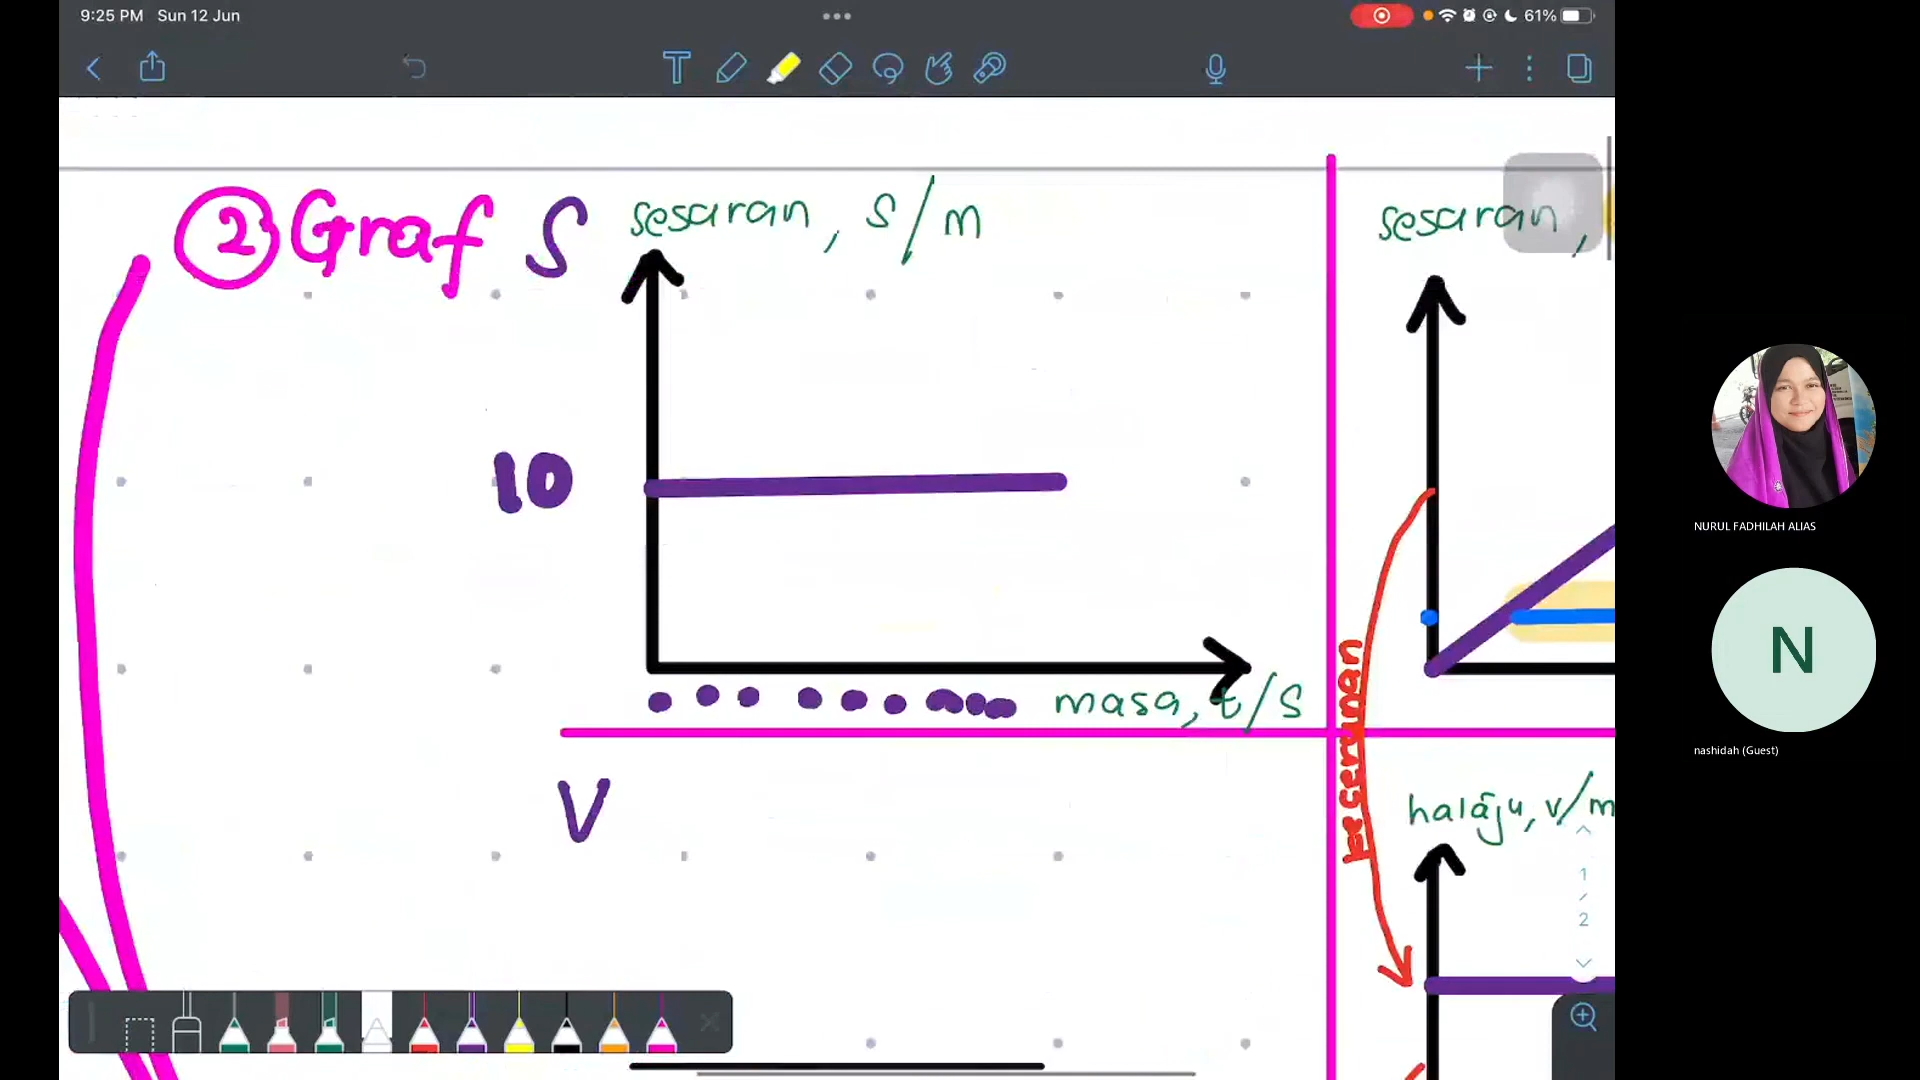 9:25 PM Sun 12 Jun
61%
2 Graf S
sesaran, s/m
sesaran,
10
kecerunan
masa, t/s
V
halaju, v/m
1
/
2
NURUL FADHILAH ALIAS
N
nashidah (Guest)